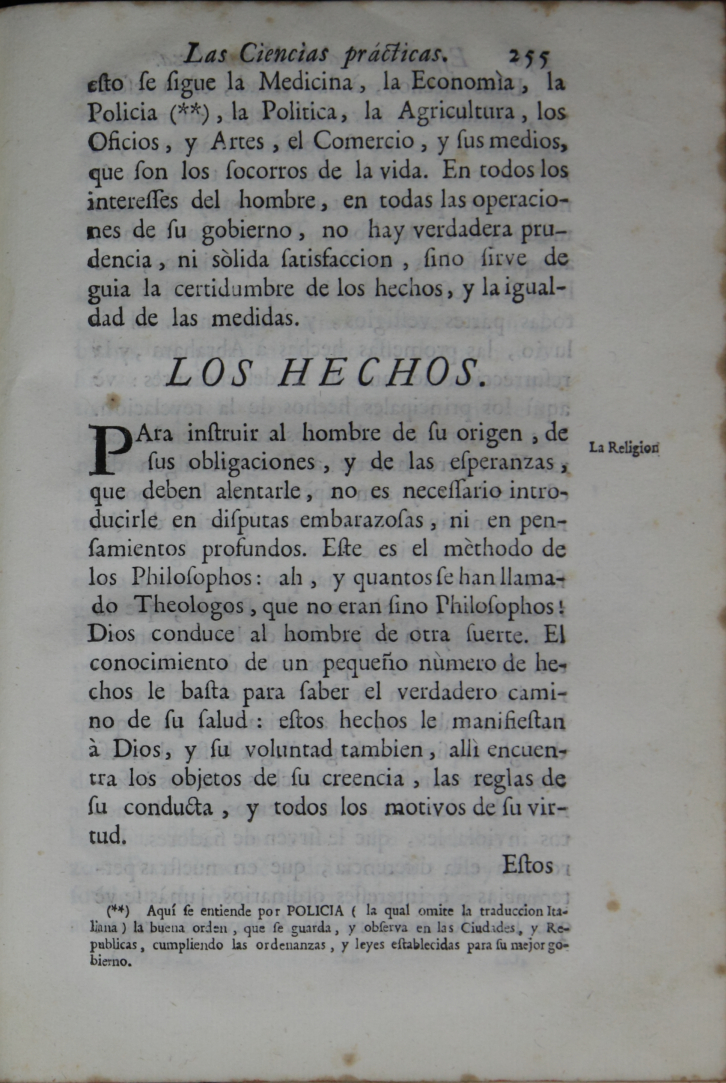 Las Ciencìas prácticas. 255
esto ſe ſigue la Medicina, la Economìa, la
Policia (**), la Politica, la Agricultura, los
Oficios, y Artes, el Comercio, y ſus medios,
que ſon los ſocorros de la vida. En todos los
intereſſes del hombre, en todas las operacio-
nes de ſu gobierno, no hay verdadera pru-
dencia, ni sòlida ſatisfaccion, ſino ſirve de
guia la certidumbre de los hechos, y la igual-
dad de las medidas.
LOS HECHOS.
PAra inſtruir al hombre de ſu origen, de
ſus obligaciones, y de las eſperanzas,
que deben alentarle, no es neceſſario intro-
ducirle en diſputas embarazoſas, ni en pen-
ſamientos profundos. Eſte es el mèthodo de
los Philoſophos: ah, y quantos ſe han llama-
do Theologos, que no eran ſino Philoſophos!
Dios conduce al hombre de otra ſuerte. El
conocimiento de un pequeño nùmero de he-
chos le baſta para ſaber el verdadero cami-
no de ſu ſalud: eſtos hechos le manifieſtan
à Dios, y ſu voluntad tambien, alli encuen-
tra los objetos de ſu creencia, las reglas de
ſu conducta, y todos los motivos de ſu vir-
tud.
La Religion
Eſtos
(**) Aquí ſe entiende por POLICIA ( la qual omite la traduccion Ita-
liana ) la buena orden, que ſe guarda, y obſerva en las Ciudades, y Re-
publicas, cumpliendo las ordenanzas, y leyes eſtablecidas para ſu mejor go-
bierno.